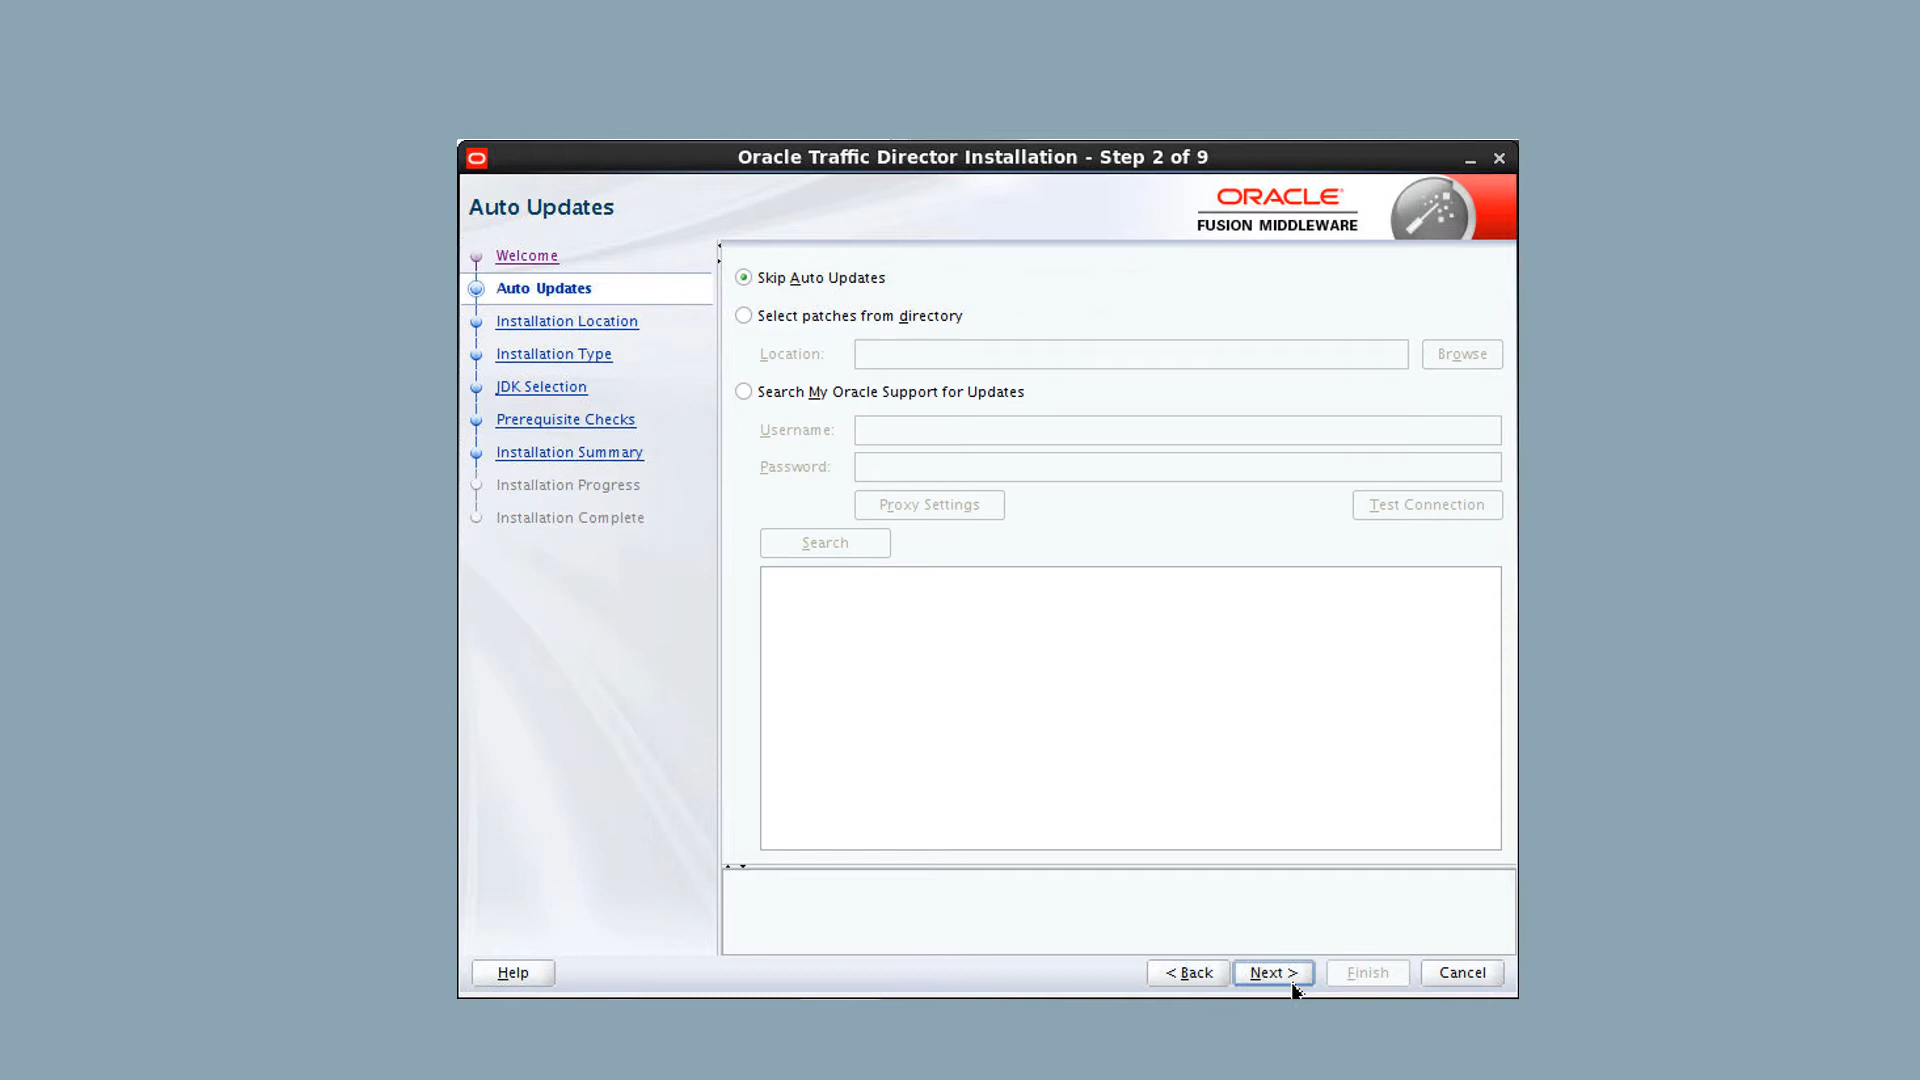 Oracle Traffic Director Installation - Step 2 of 9
Auto Updates
ORACLE
FUSION MIDDLEWARE
Welcome
Auto Updates
Installation Location
Installation Type
JDK Selection
Prerequisite Checks
Installation Summary
Installation Progress
Installation Complete
Skip Auto Updates
Select patches from directory
Location:
Browse
Search My Oracle Support for Updates
Username:
Password:
Proxy Settings
Test Connection
Search
Help
< Back
Next >
Finish
Cancel